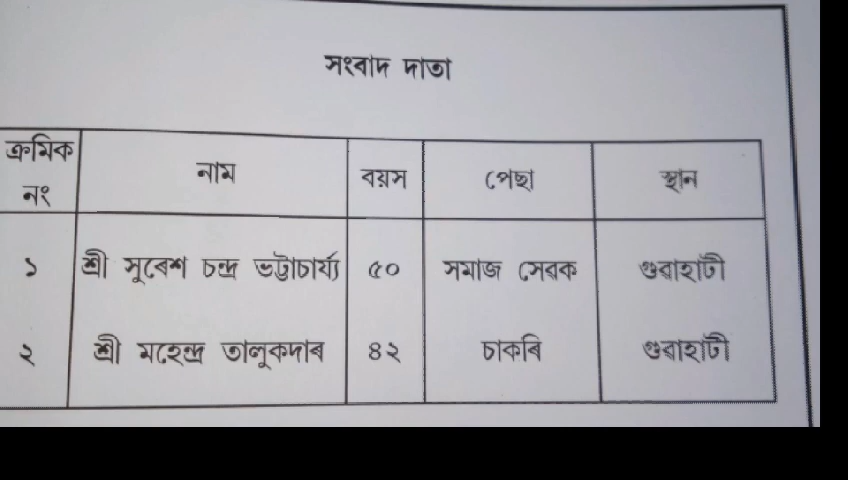 সংবাদ দাতা
ক্রমিক নং নাম বয়স পেছা স্থান
১ শ্রী সুৰেশ চন্দ্ৰ ভট্টাচার্য্য ৫০ সমাজ সেৱক গুৱাহাটী
২ শ্রী মহেন্দ্ৰ তালুকদাৰ ৪২ চাকৰি গুৱাহাটী